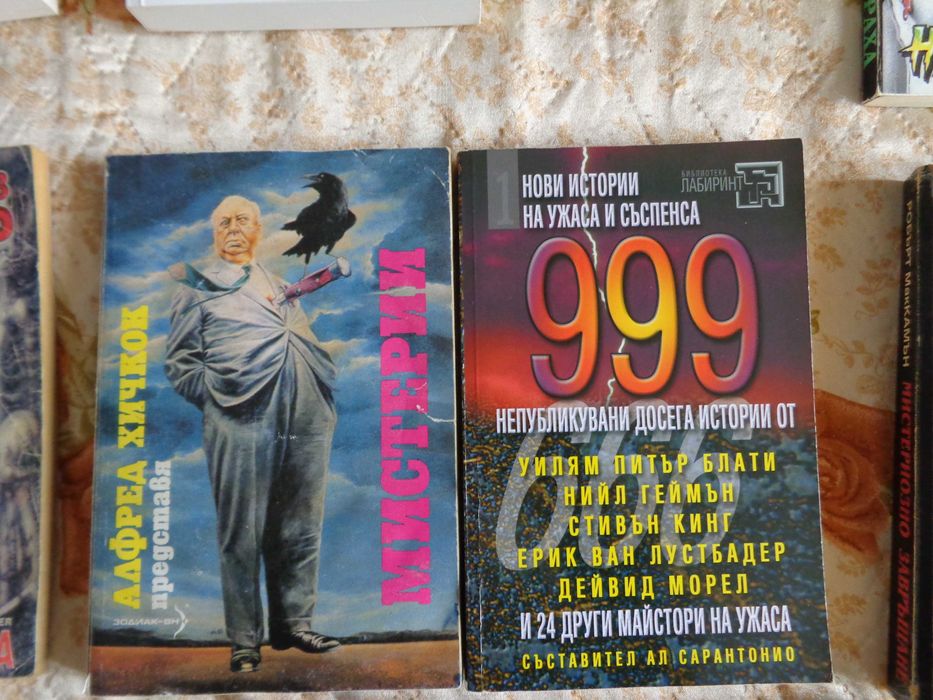 АЛФРЕД ХИЧКОК
представя
МИСТЕРИИ
ЗОДИАК-ВН
1
НОВИ ИСТОРИИ
НА УЖАСА И СЪСПЕНСА
БИБЛИОТЕКА
ЛАБИРИНТ
999
НЕПУБЛИКУВАНИ ДОСЕГА ИСТОРИИ ОТ
666
УИЛЯМ ПИТЪР БЛАТИ
НИЙЛ ГЕЙМЪН
СТИВЪН КИНГ
ЕРИК ВАН ЛУСТБАДЕР
ДЕЙВИД МОРЕЛ
И 24 ДРУГИ МАЙСТОРИ НА УЖАСА
СЪСТАВИТЕЛ АЛ САРАНТОНИО
РОБЪРТ МакКАМЪН
МИСТЕРИОЗНО ЗАВРЪЩАНЕ